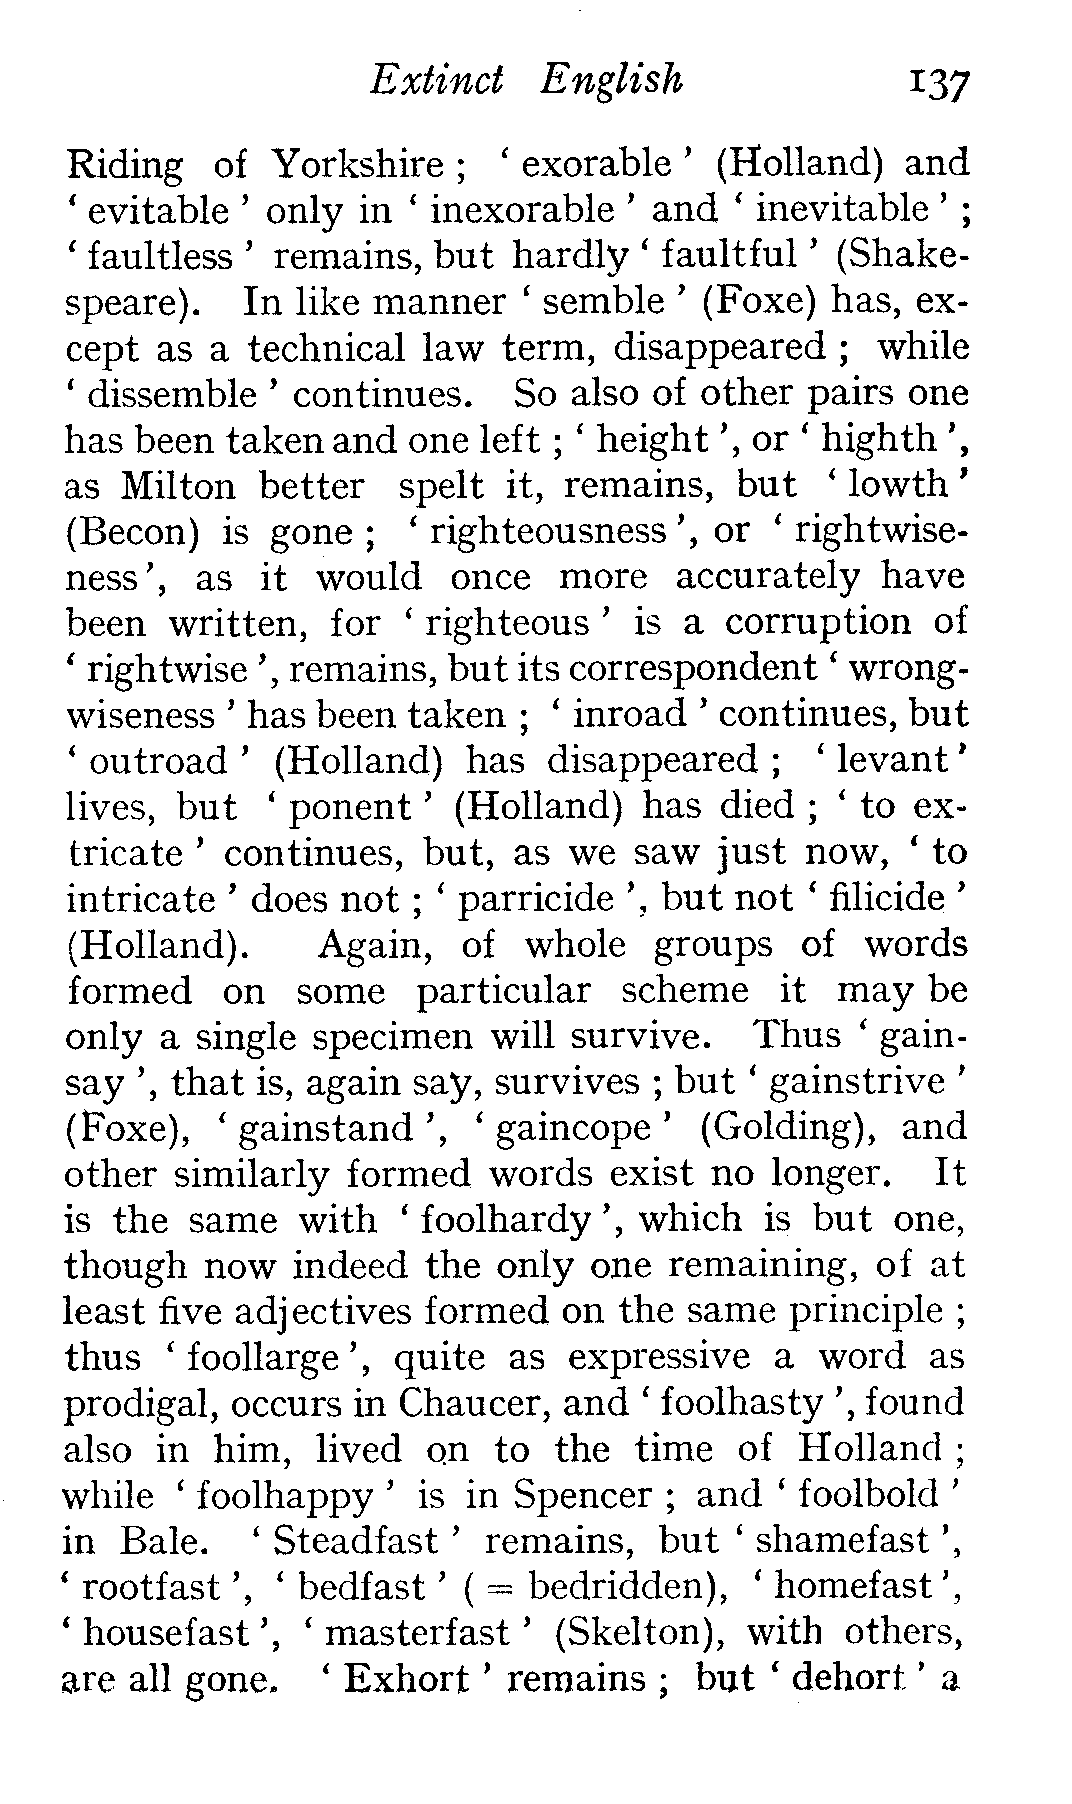 Extinct English 137
Riding of Yorkshire ; ‘ exorable ’ (Holland) and
‘ evitable ’ only in ‘ inexorable ’ and ‘ inevitable ’ ;
‘ faultless ’ remains, but hardly ‘ faultful ’ (Shake-
speare). In like manner ‘ semble ’ (Foxe) has, ex-
cept as a technical law term, disappeared ; while
‘ dissemble ’ continues. So also of other pairs one
has been taken and one left ; ‘ height ’, or ‘ highth ’,
as Milton better spelt it, remains, but ‘ lowth ’
(Becon) is gone ; ‘ righteousness ’, or ‘ rightwise-
ness ’, as it would once more accurately have
been written, for ‘ righteous ’ is a corruption of
‘ rightwise ’, remains, but its correspondent ‘ wrong-
wiseness ’ has been taken ; ‘ inroad ’ continues, but
‘ outroad ’ (Holland) has disappeared ; ‘ levant ’
lives, but ‘ ponent ’ (Holland) has died ; ‘ to ex-
tricate ’ continues, but, as we saw just now, ‘ to
intricate ’ does not ; ‘ parricide ’, but not ‘ filicide ’
(Holland). Again, of whole groups of words
formed on some particular scheme it may be
only a single specimen will survive. Thus ‘ gain-
say ’, that is, again say, survives ; but ‘ gainstrive ’
(Foxe), ‘ gainstand ’, ‘ gaincope ’ (Golding), and
other similarly formed words exist no longer. It
is the same with ‘ foolhardy ’, which is but one,
though now indeed the only one remaining, of at
least five adjectives formed on the same principle ;
thus ‘ foollarge ’, quite as expressive a word as
prodigal, occurs in Chaucer, and ‘ foolhasty ’, found
also in him, lived on to the time of Holland ;
while ‘ foolhappy ’ is in Spencer ; and ‘ foolbold ’
in Bale. ‘ Steadfast ’ remains, but ‘ shamefast ’,
‘ rootfast ’, ‘ bedfast ’ ( = bedridden), ‘ homefast ’,
‘ housefast ’, ‘ masterfast ’ (Skelton), with others,
are all gone. ‘ Exhort ’ remains ; but ‘ dehort ’ a